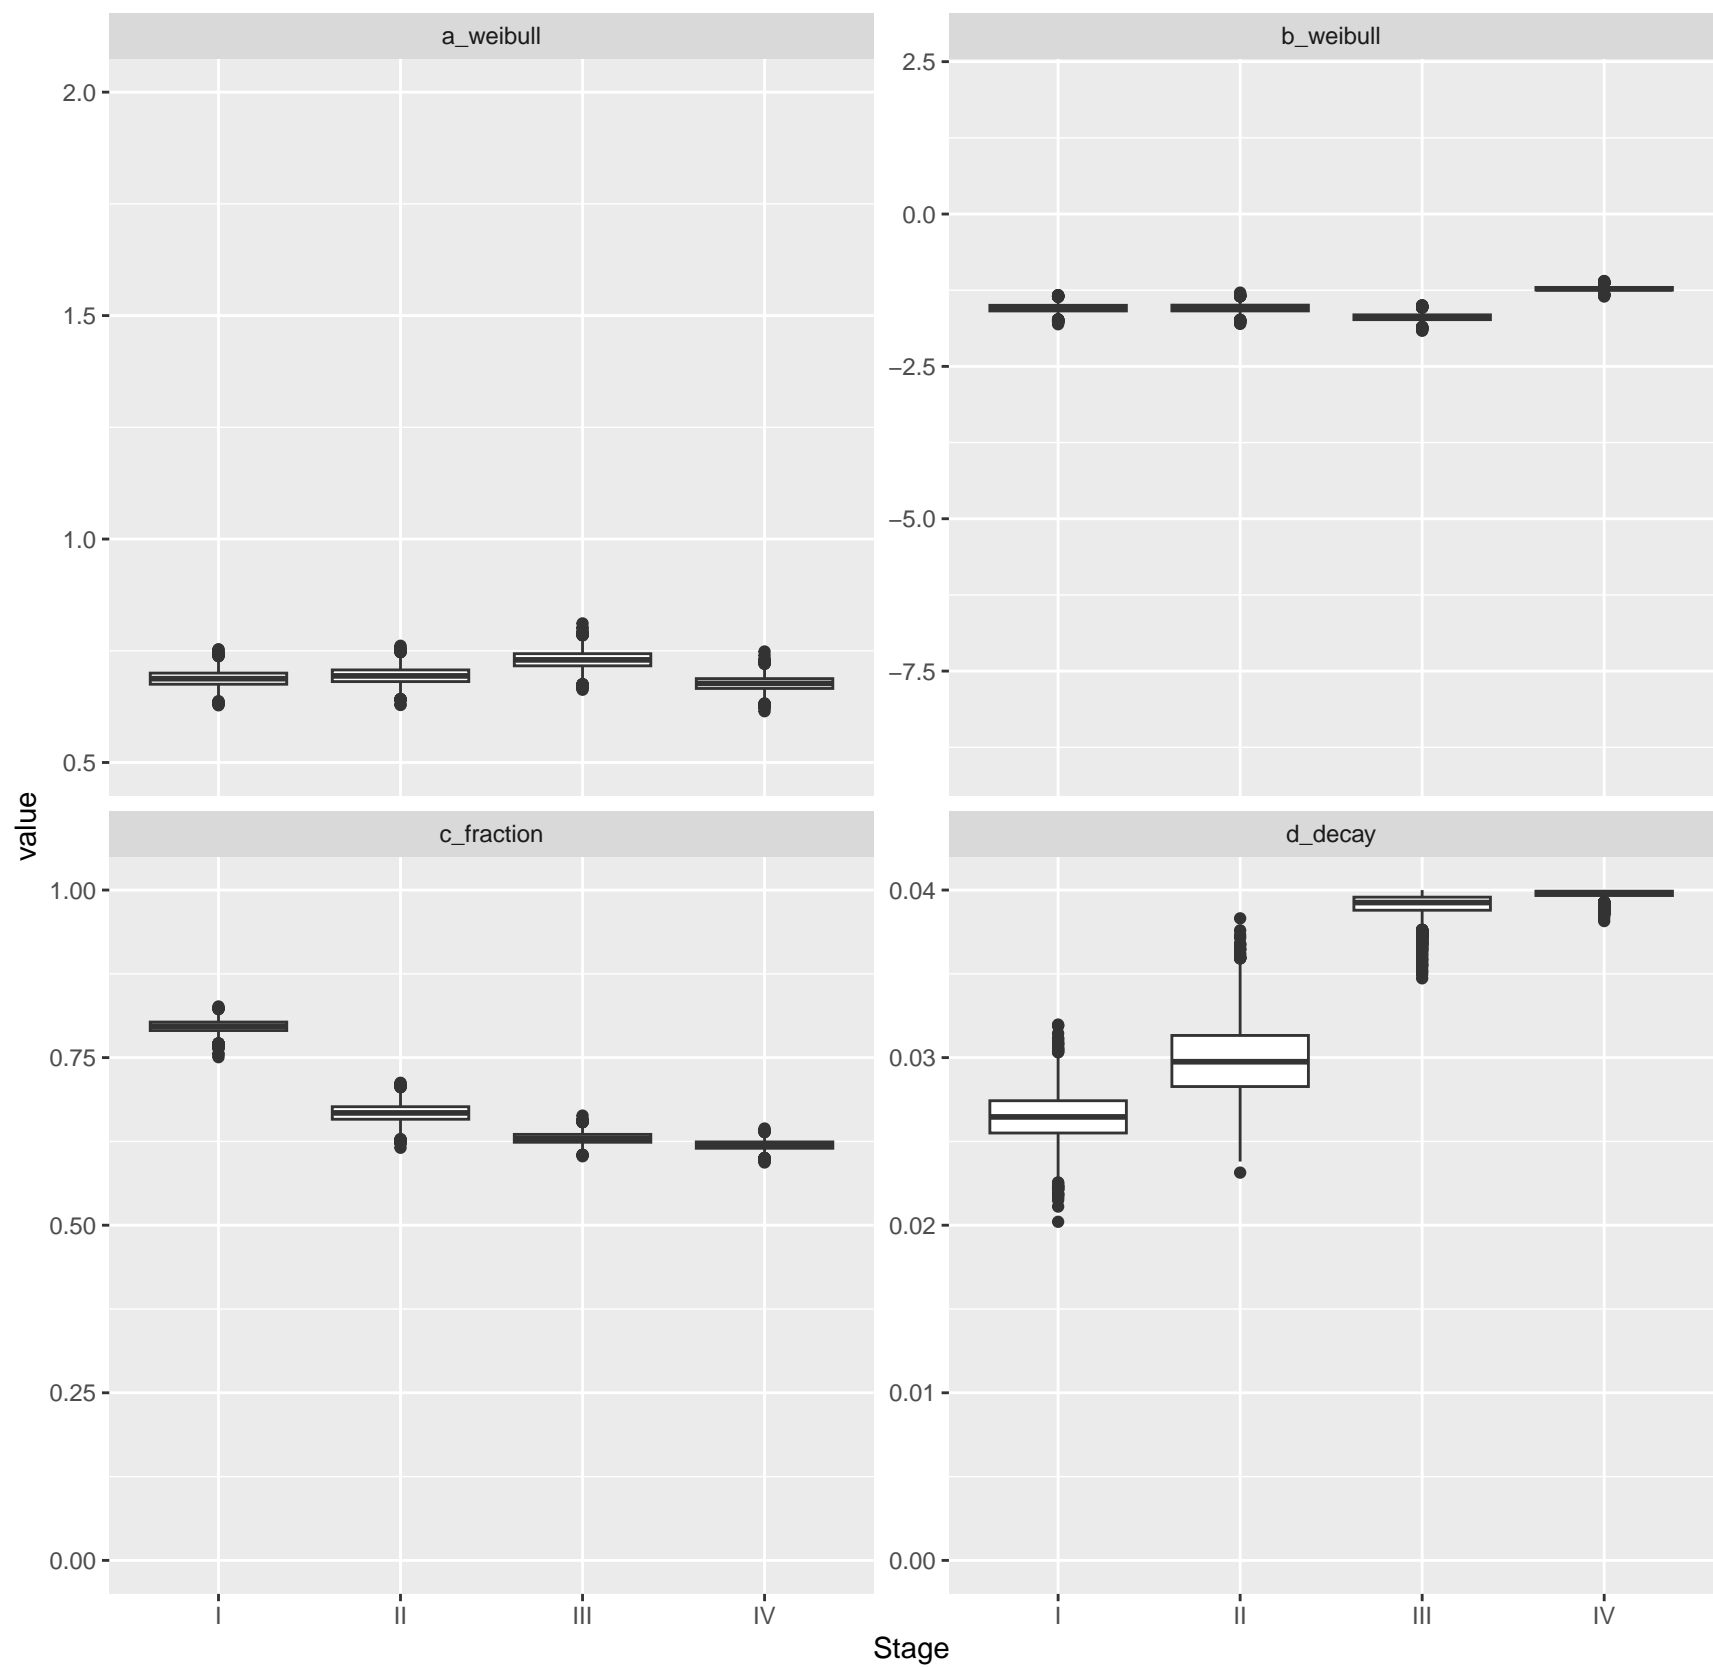 a_weibull
b_weibull
2.0
1.5
1.0
0.5
2.5
0.0
−2.5
−5.0
−7.5
value
c_fraction
d_decay
1.00
0.75
0.50
0.25
0.00
0.04
0.03
0.02
0.01
0.00
I II III IV
I II III IV
Stage